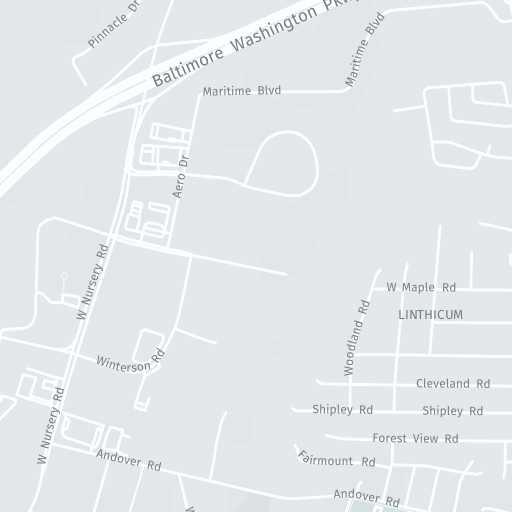 Pinnacle Dr
Baltimore Washington Pkwy
Maritime Blvd
Maritime Blvd
Aero Dr
W Nursery Rd
W Maple Rd
LINTHICUM
Woodland Rd
Winterson Rd
Cleveland Rd
Shipley Rd
Shipley Rd
W Nursery Rd
Forest View Rd
Andover Rd
Fairmount Rd
Andover Rd